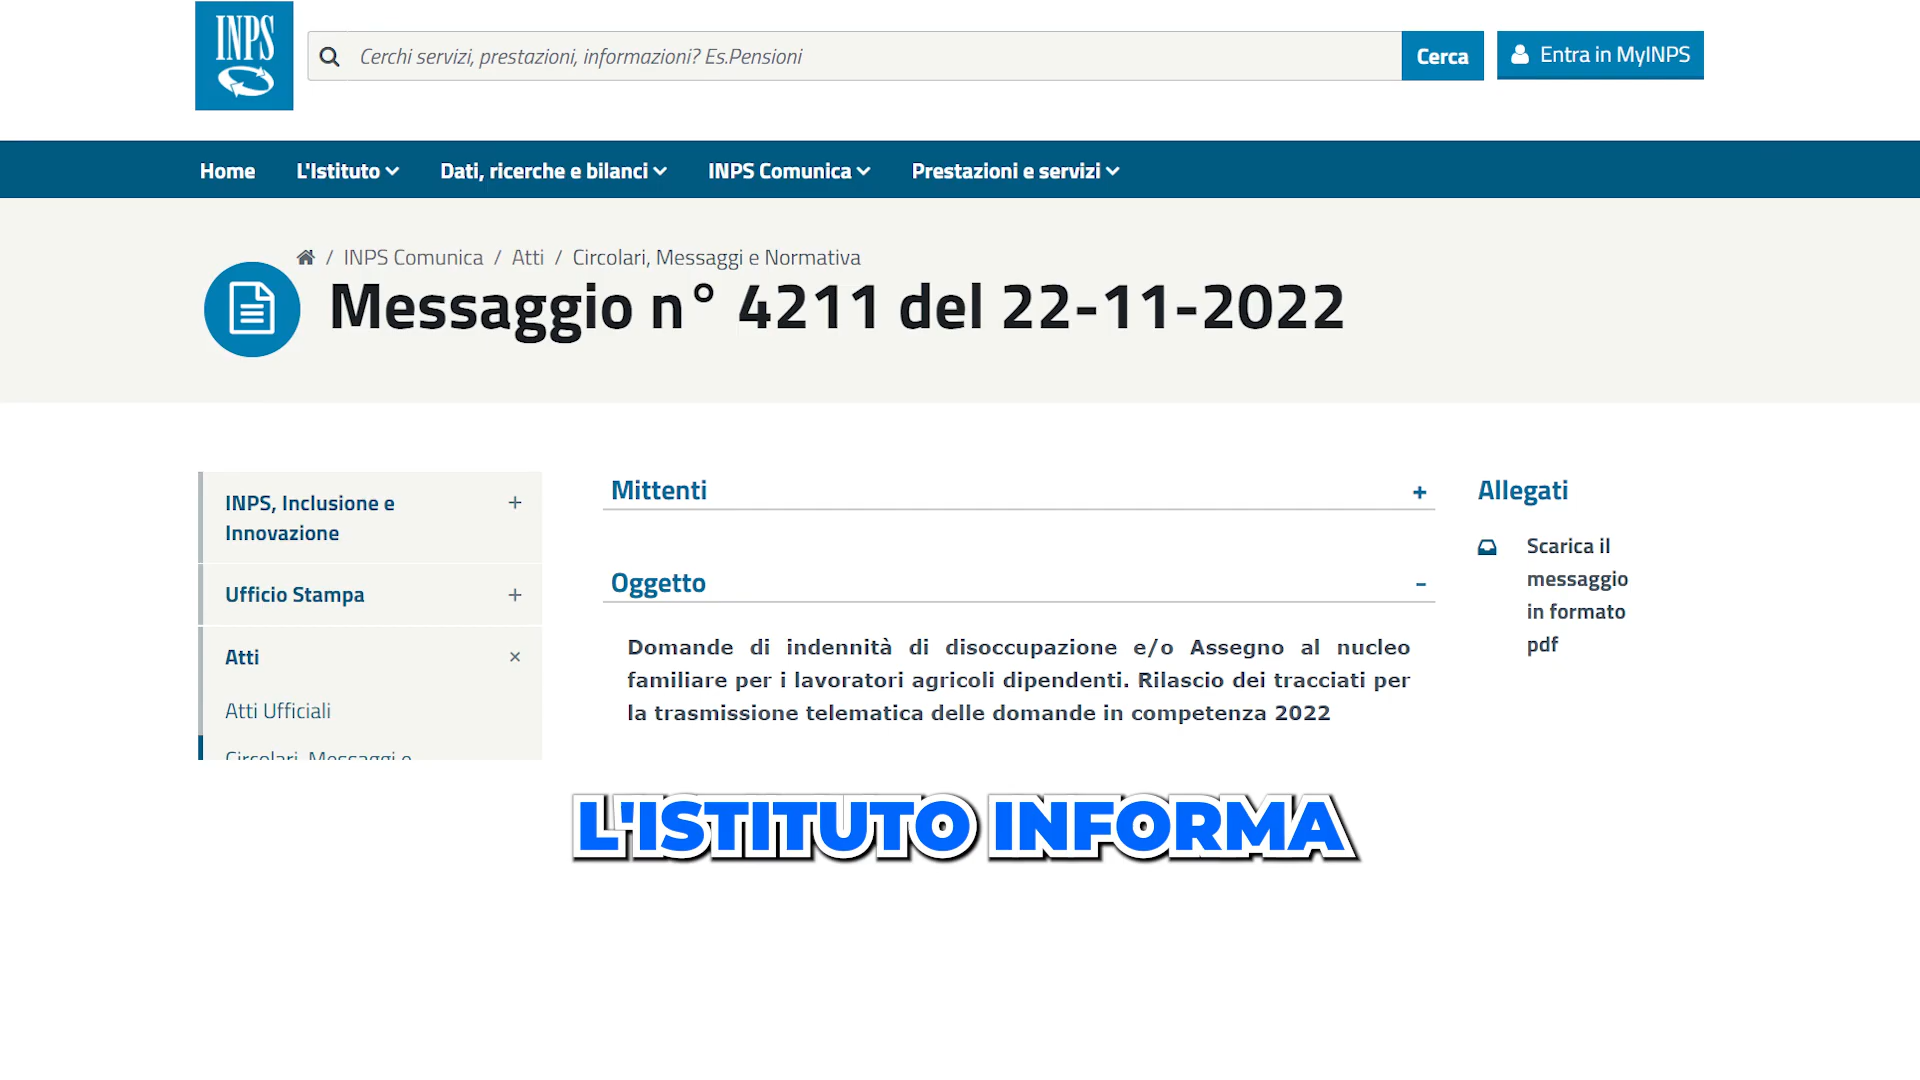 INPS
Cerchi servizi, prestazioni, informazioni? Es.Pensioni
Cerca
Entra in MyINPS
Home
L'Istituto
Dati, ricerche e bilanci
INPS Comunica
Prestazioni e servizi
/ INPS Comunica / Atti / Circolari, Messaggi e Normativa
Messaggio n° 4211 del 22-11-2022
INPS, Inclusione e
Innovazione
+
Ufficio Stampa
+
Atti
×
Atti Ufficiali
Circolari, Messaggi e
Mittenti
+
Oggetto
-
Domande di indennità di disoccupazione e/o Assegno al nucleo
familiare per i lavoratori agricoli dipendenti. Rilascio dei tracciati per
la trasmissione telematica delle domande in competenza 2022
Allegati
Scarica il
messaggio
in formato
pdf
L'ISTITUTO INFORMA